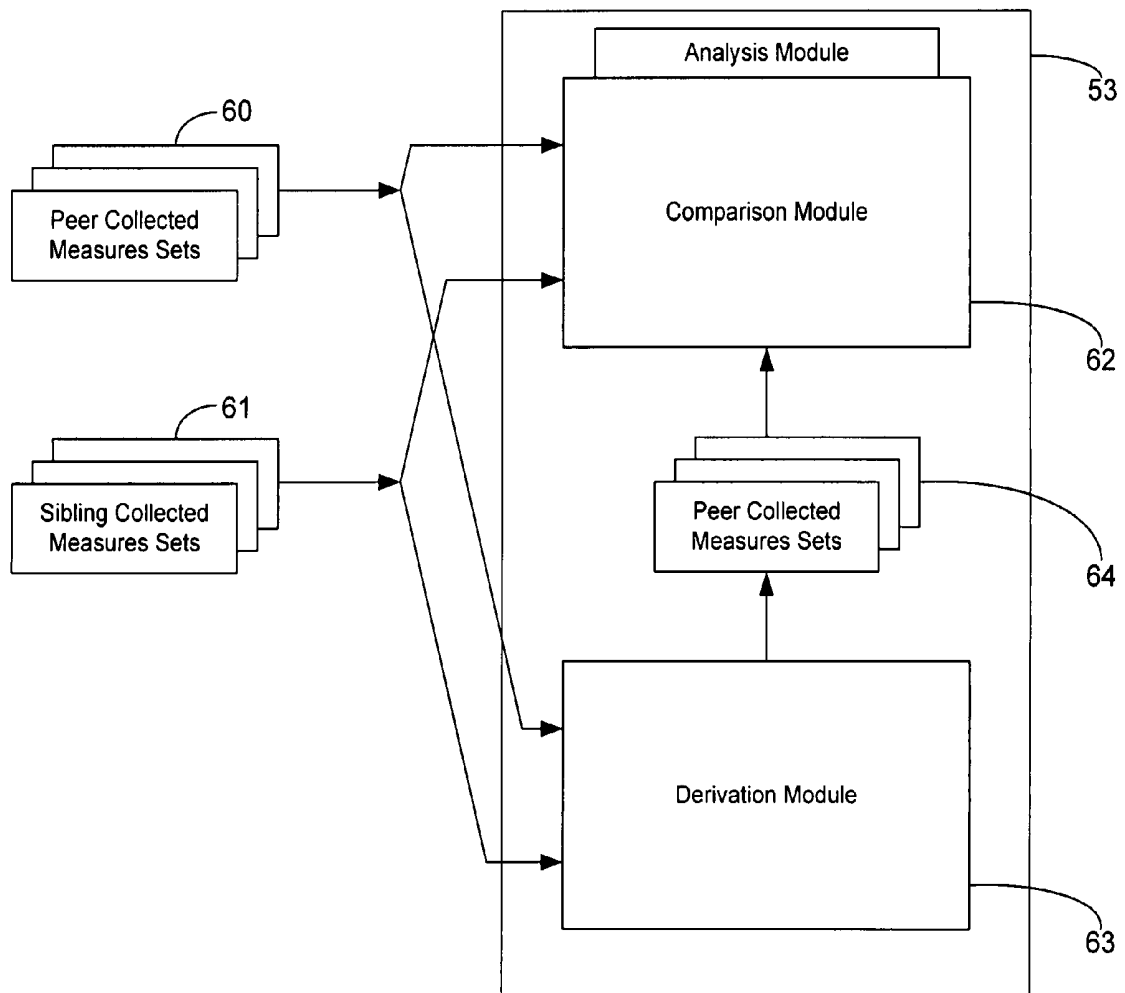 Analysis Module
53
60
Peer Collected
Measures Sets
Comparison Module
62
61
Sibling Collected
Measures Sets
Peer Collected
Measures Sets
64
Derivation Module
63